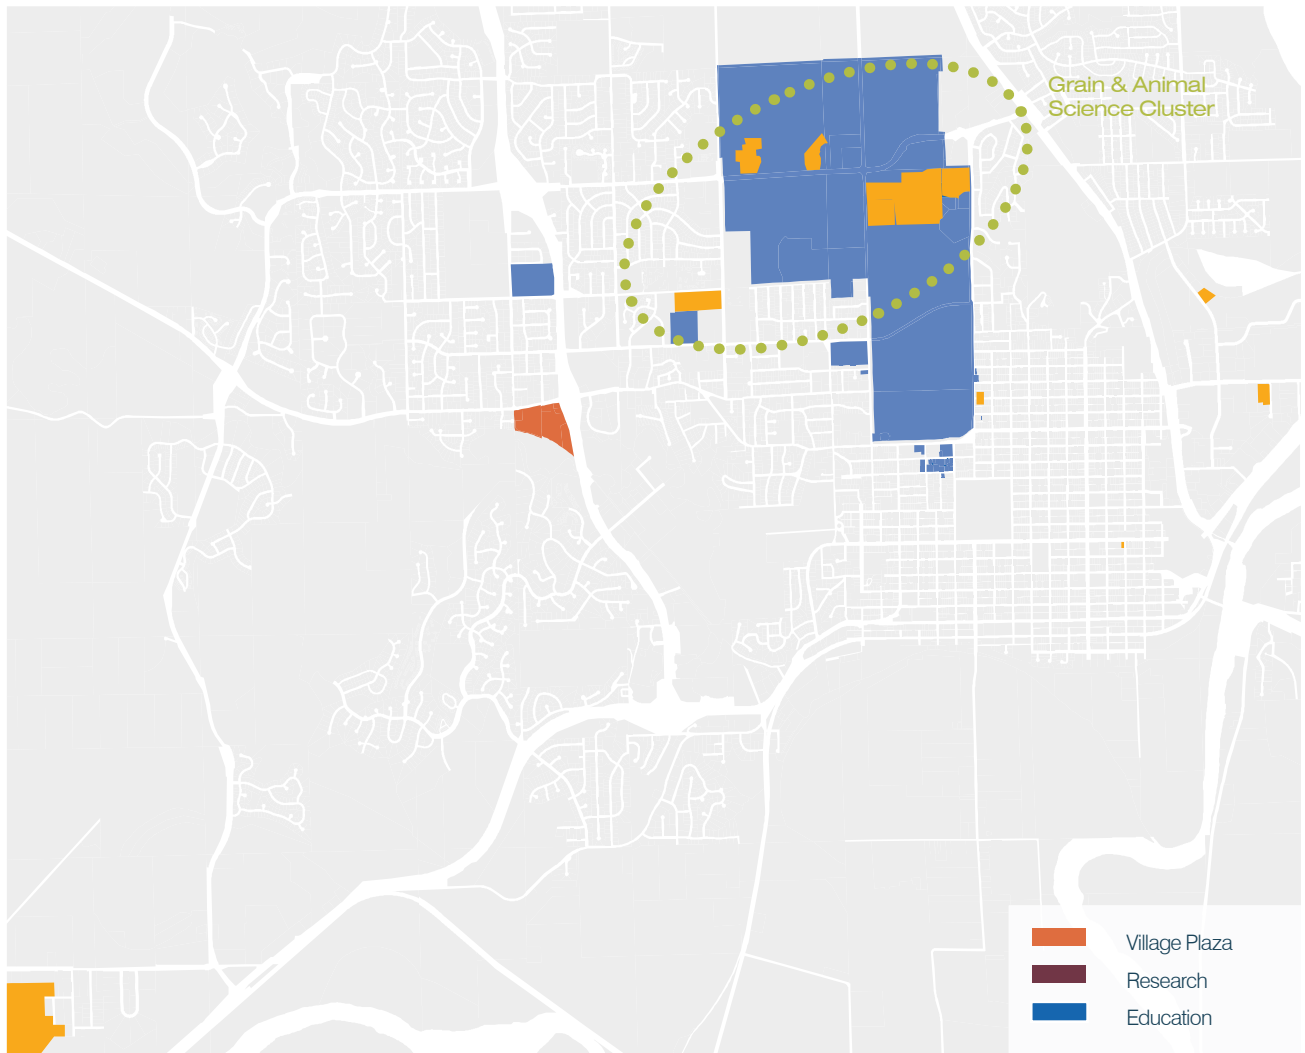 Grain & Animal
Science Cluster
Village Plaza
Research
Education